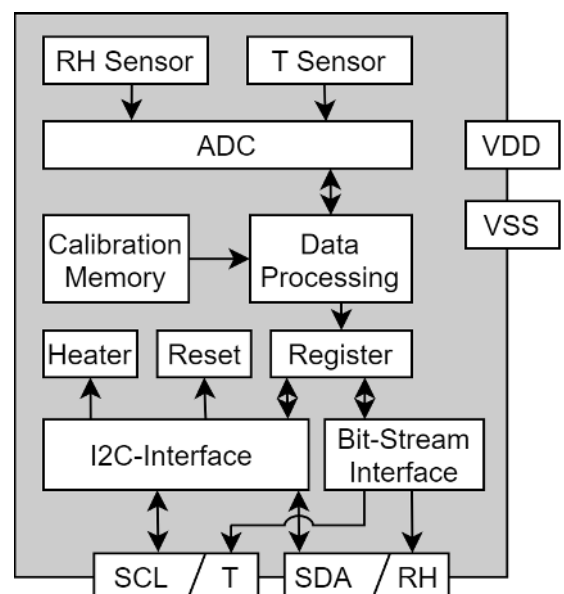 RH Sensor
T Sensor
ADC
VDD
VSS
Calibration
Memory
Data
Processing
Heater
Reset
Register
I2C-Interface
Bit-Stream
Interface
SCL / T
SDA / RH